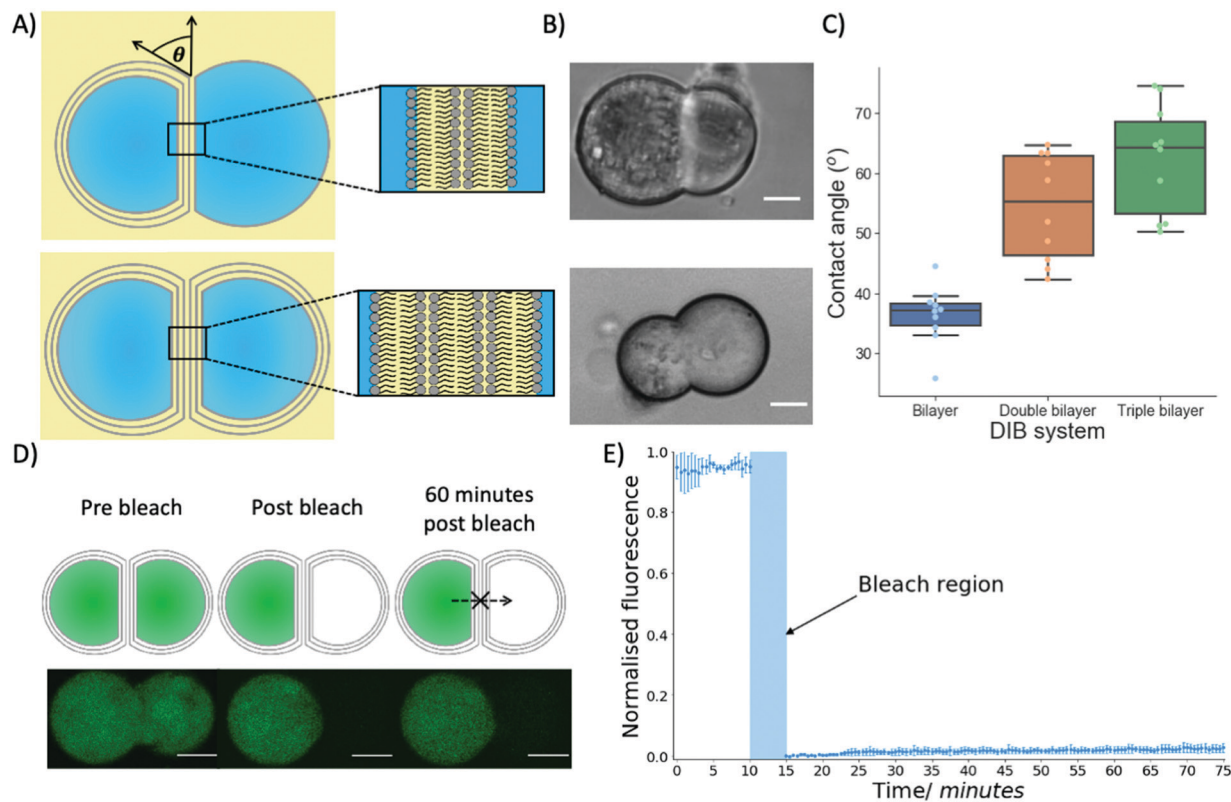 A)
θ
B)
C)
Contact angle (°)
70
60
50
40
30
Bilayer
Double bilayer
Triple bilayer
DIB system
D)
Pre bleach
Post bleach
60 minutes
post bleach
E)
Normalised fluorescence
1.0
0.8
0.6
0.4
0.2
0.0
Bleach region
0 5 10 15 20 25 30 35 40 45 50 55 60 65 70 75
Time/ minutes